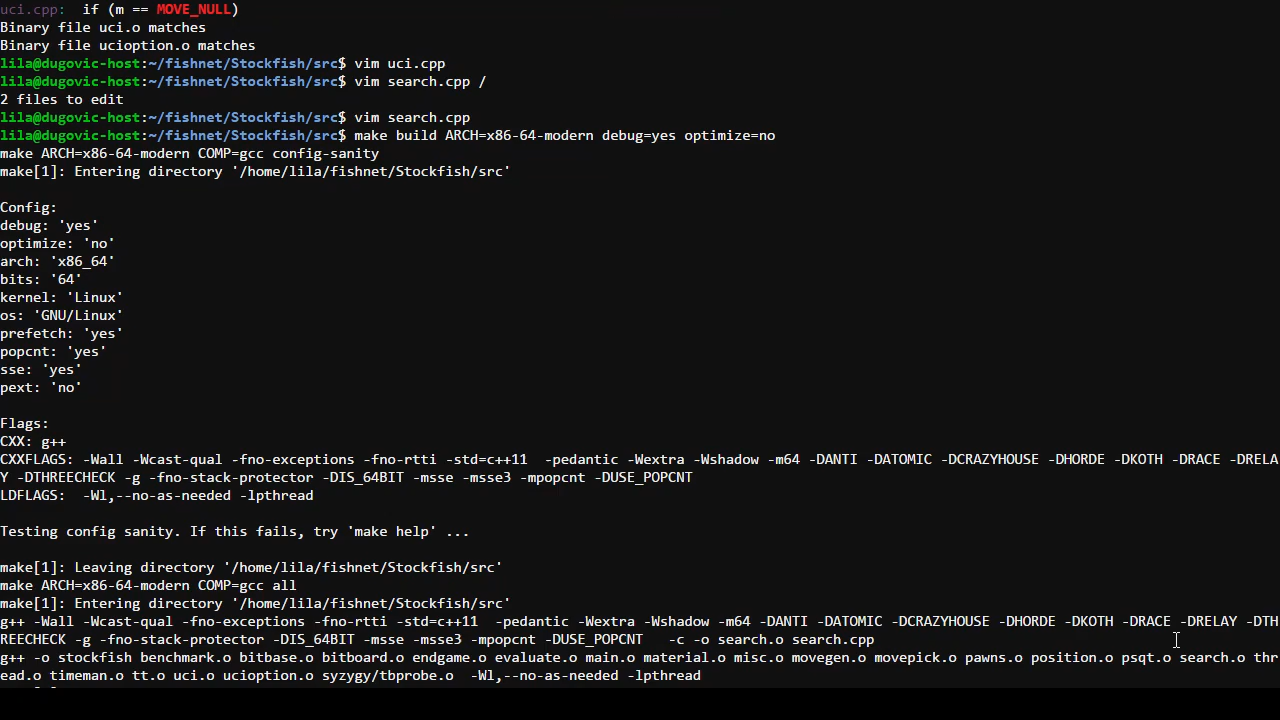 uci.cpp:  if (m == MOVE_NULL)
Binary file uci.o matches
Binary file ucioption.o matches
lila@dugovic-host:~/fishnet/Stockfish/src$ vim uci.cpp
lila@dugovic-host:~/fishnet/Stockfish/src$ vim search.cpp /
2 files to edit
lila@dugovic-host:~/fishnet/Stockfish/src$ vim search.cpp
lila@dugovic-host:~/fishnet/Stockfish/src$ make build ARCH=x86-64-modern debug=yes optimize=no
make ARCH=x86-64-modern COMP=gcc config-sanity
make[1]: Entering directory '/home/lila/fishnet/Stockfish/src'
Config:
debug: 'yes'
optimize: 'no'
arch: 'x86_64'
bits: '64'
kernel: 'Linux'
os: 'GNU/Linux'
prefetch: 'yes'
popcnt: 'yes'
sse: 'yes'
pext: 'no'
Flags:
CXX: g++
CXXFLAGS: -Wall -Wcast-qual -fno-exceptions -fno-rtti -std=c++11  -pedantic -Wextra -Wshadow -m64 -DANTI -DATOMIC -DCRAZYHOUSE -DHORDE -DKOTH -DRACE -DRELA
Y -DTHREECHECK -g -fno-stack-protector -DIS_64BIT -msse -msse3 -mpopcnt -DUSE_POPCNT
LDFLAGS:  -Wl,--no-as-needed -lpthread
Testing config sanity. If this fails, try 'make help' ...
make[1]: Leaving directory '/home/lila/fishnet/Stockfish/src'
make ARCH=x86-64-modern COMP=gcc all
make[1]: Entering directory '/home/lila/fishnet/Stockfish/src'
g++ -Wall -Wcast-qual -fno-exceptions -fno-rtti -std=c++11  -pedantic -Wextra -Wshadow -m64 -DANTI -DATOMIC -DCRAZYHOUSE -DHORDE -DKOTH -DRACE -DRELAY -DTH
REECHECK -g -fno-stack-protector -DIS_64BIT -msse -msse3 -mpopcnt -DUSE_POPCNT   -c -o search.o search.cpp
g++ -o stockfish benchmark.o bitbase.o bitboard.o endgame.o evaluate.o main.o material.o misc.o movegen.o movepick.o pawns.o position.o psqt.o search.o thr
ead.o timeman.o tt.o uci.o ucioption.o syzygy/tbprobe.o  -Wl,--no-as-needed -lpthread